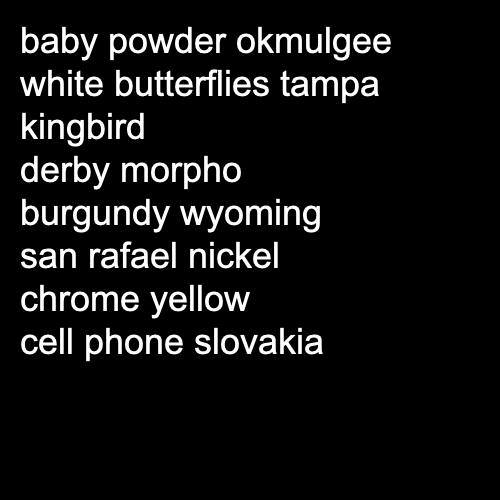 baby powder okmulgee
white butterflies tampa
kingbird
derby morpho
burgundy wyoming
san rafael nickel
chrome yellow
cell phone slovakia